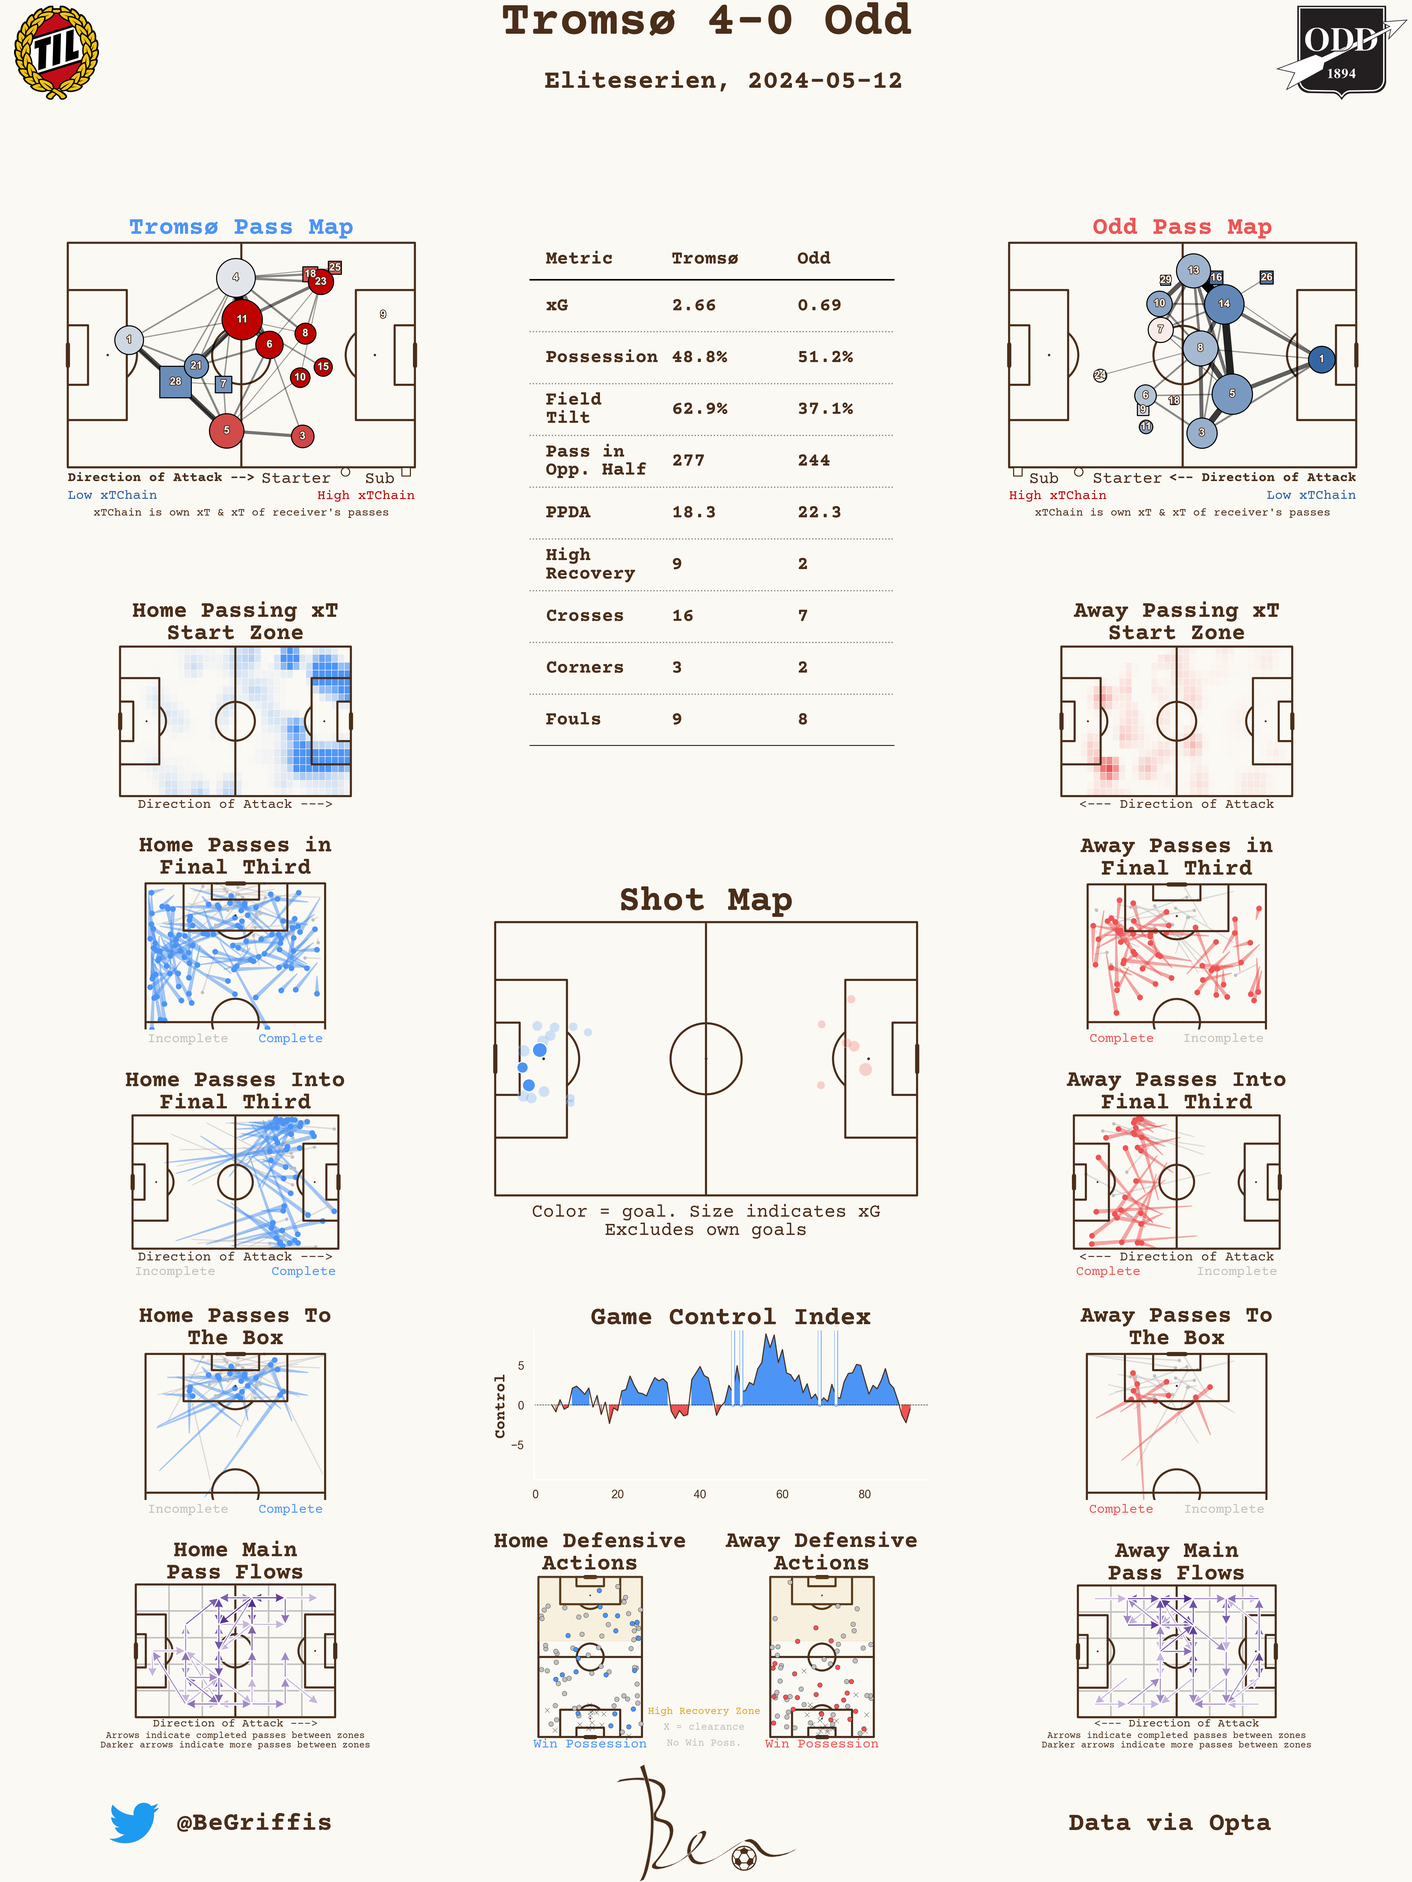 Tromsø 4-0 Odd
Eliteserien, 2024-05-12
TIL
ODD
1894
Tromsø Pass Map
4
18
25
23
11
9
1
8
6
21
15
10
28
7
5
3
Direction of Attack --> Starter Sub
Low xTChain High xTChain
xTChain is own xT & xT of receiver's passes
Metric Tromsø Odd
xG 2.66 0.69
Possession 48.8% 51.2%
Field
Tilt 62.9% 37.1%
Pass in
Opp. Half 277 244
PPDA 18.3 22.3
High
Recovery 9 2
Crosses 16 7
Corners 3 2
Fouls 9 8
Odd Pass Map
13
29
16
26
10
14
7
8
1
24
6
18
5
9
11
3
Sub Starter <-- Direction of Attack
High xTChain Low xTChain
xTChain is own xT & xT of receiver's passes
Home Passing xT
Start Zone
Direction of Attack --->
Away Passing xT
Start Zone
<--- Direction of Attack
Home Passes in
Final Third
Incomplete Complete
Away Passes in
Final Third
Complete Incomplete
Shot Map
Color = goal. Size indicates xG
Excludes own goals
Home Passes Into
Final Third
Direction of Attack --->
Incomplete Complete
Away Passes Into
Final Third
<--- Direction of Attack
Complete Incomplete
Home Passes To
The Box
Incomplete Complete
Game Control Index
Control
5
0
−5
0 20 40 60 80
Away Passes To
The Box
Complete Incomplete
Home Main
Pass Flows
Direction of Attack --->
Arrows indicate completed passes between zones
Darker arrows indicate more passes between zones
Home Defensive
Actions
Win Possession
Away Defensive
Actions
Win Possession
High Recovery Zone
X = clearance
No Win Poss.
Away Main
Pass Flows
<--- Direction of Attack
Arrows indicate completed passes between zones
Darker arrows indicate more passes between zones
@BeGriffis
Ben
Data via Opta